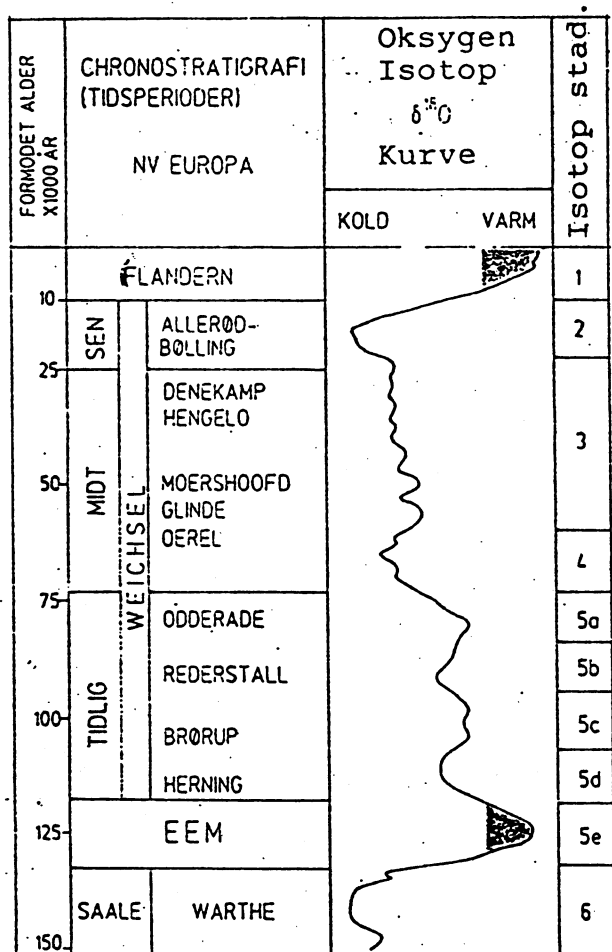 FORMODET ALDER
X1000 ÅR
CHRONOSTRATIGRAFI
(TIDSPERIODER)
NV EUROPA
Oksygen
Isotop
δ¹⁸O
Kurve
KOLD VARM
Isotop stad.
FLANDERN
1
10
SEN
ALLERØD-
BØLLING
2
25
MIDT
WEICHSEL
DENEKAMP
HENGELO
3
50
MOERSHOOFD
GLINDE
OEREL
4
75
TIDLIG
ODDERADE
5a
REDERSTALL
5b
100
BRØRUP
5c
HERNING
5d
125
EEM
5e
SAALE WARTHE
6
150